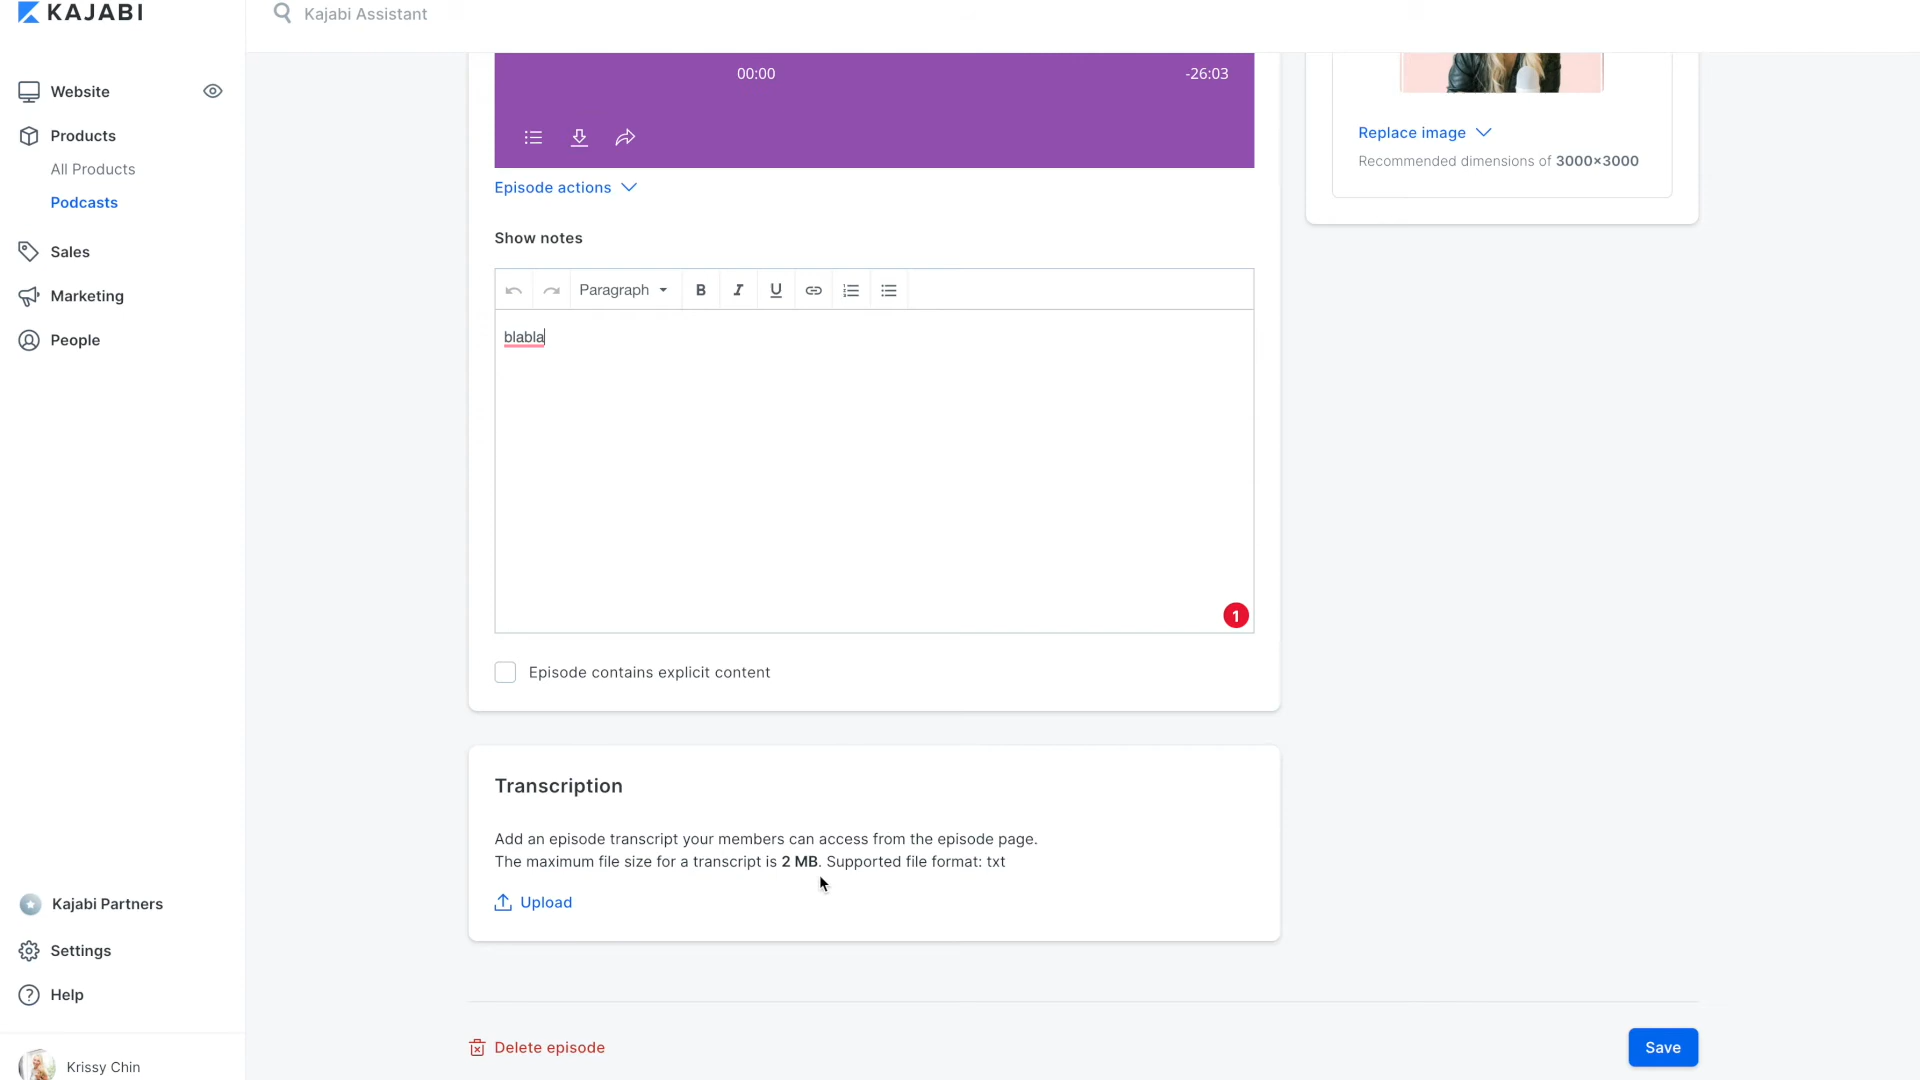 KAJABI
Kajabi Assistant
Website
Products
All Products
Podcasts
Sales
Marketing
People
Kajabi Partners
Settings
Help
Krissy Chin
00:00
-26:03
Episode actions
Show notes
Paragraph
B
I
U
blabla
1
Episode contains explicit content
Transcription
Add an episode transcript your members can access from the episode page.
The maximum file size for a transcript is 2 MB. Supported file format: txt
Upload
Delete episode
Save
Replace image
Recommended dimensions of 3000×3000